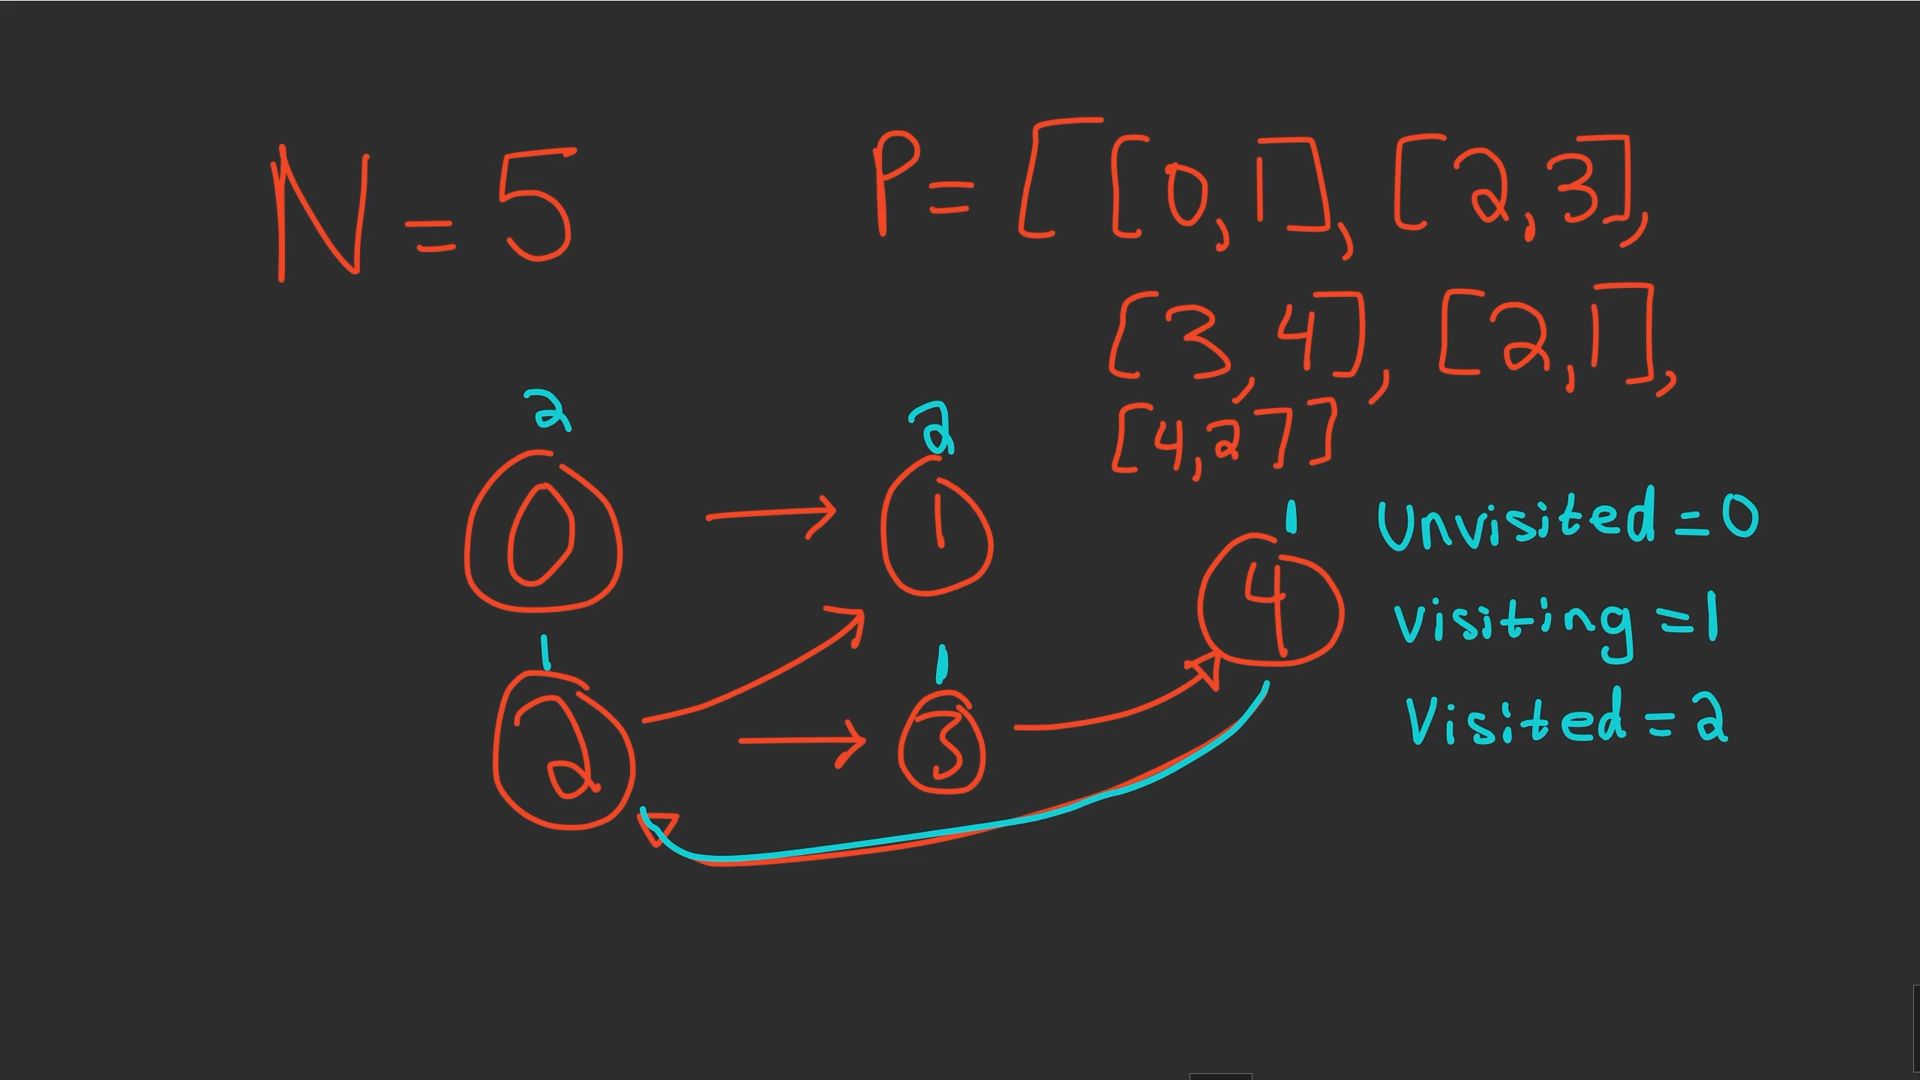 N = 5
P = [ [0, 1], [2, 3],
[3, 4], [2, 1],
[4, 2]]
2
2
0
1
1
Unvisited = 0
4
visiting = 1
1
1
2
3
Visited = 2